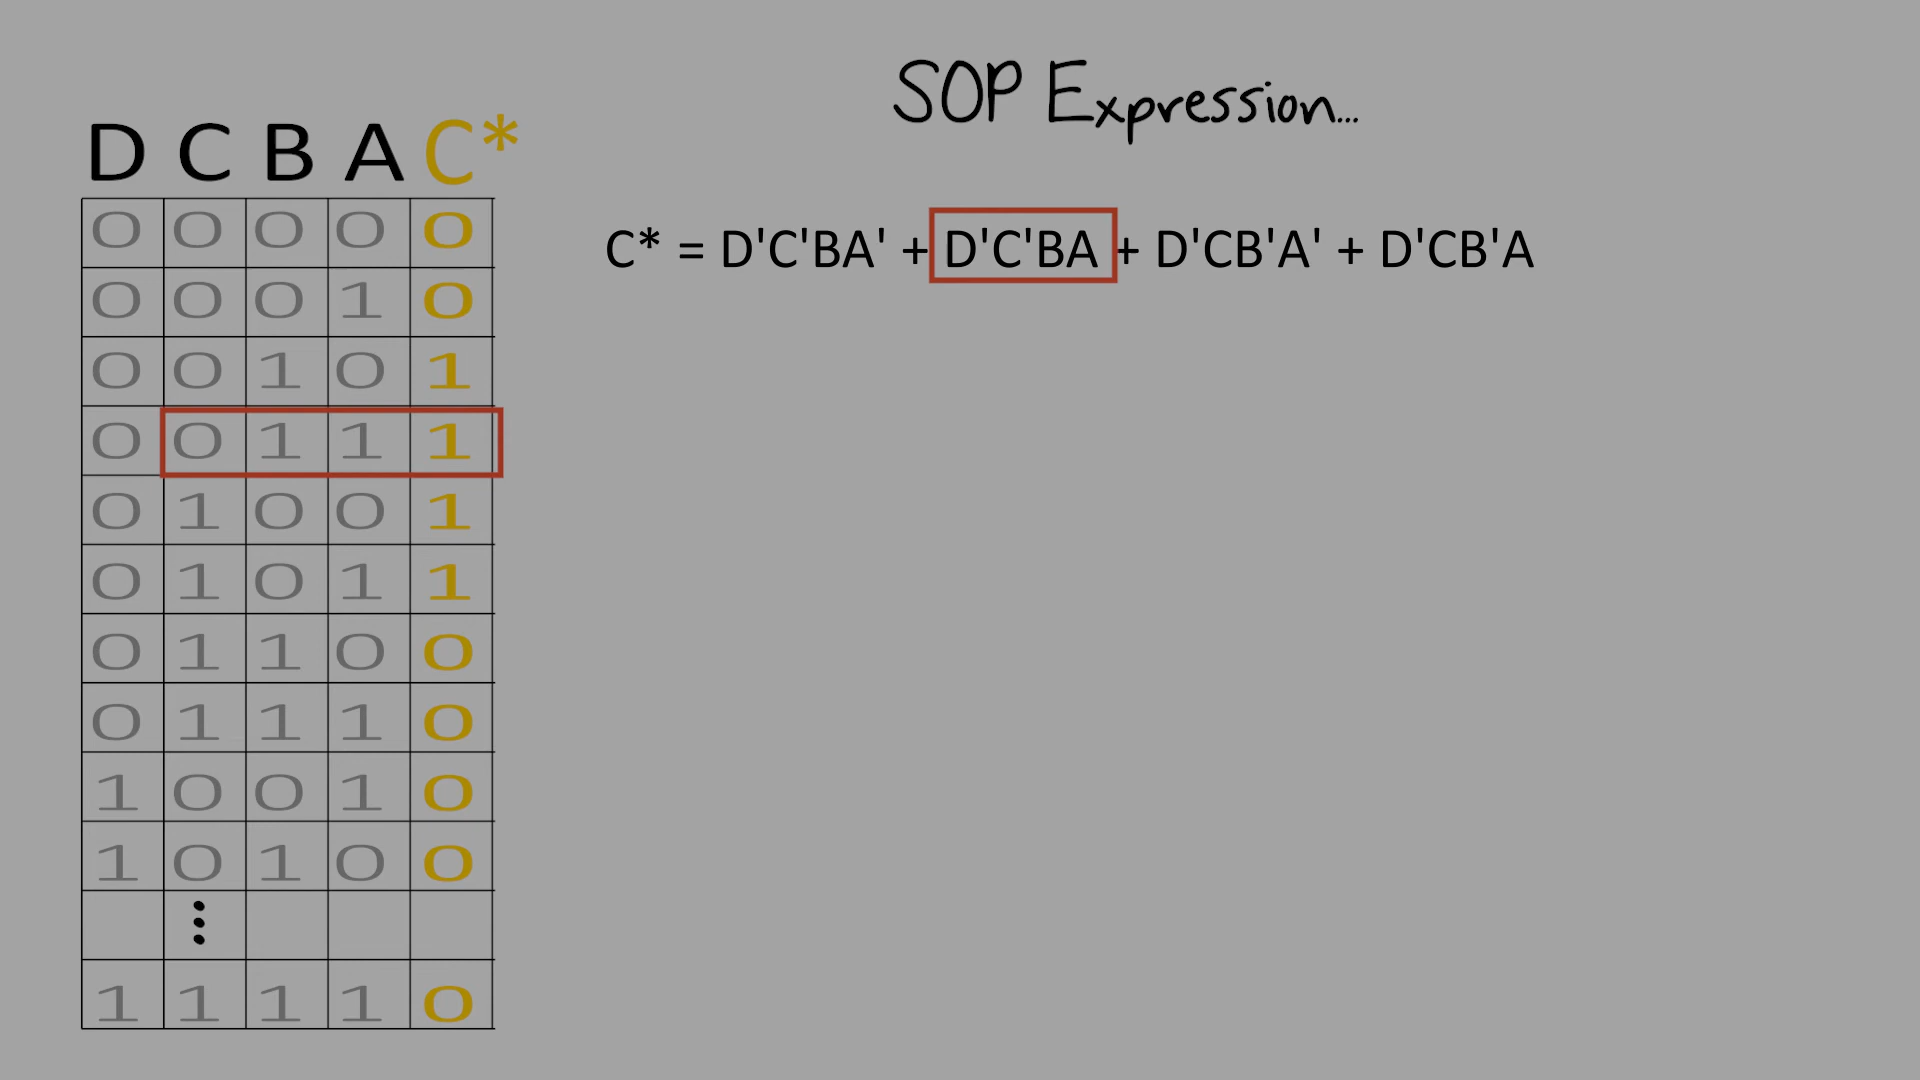 SOP Expression...
D C B A C*
C* = D'C'BA' + D'C'BA + D'CB'A' + D'CB'A
0 0 0 0 0
0 0 0 1 0
0 0 1 0 1
0 0 1 1 1
0 1 0 0 1
0 1 0 1 1
0 1 1 0 0
0 1 1 1 0
1 0 0 1 0
1 0 1 0 0
⋮
1 1 1 1 0